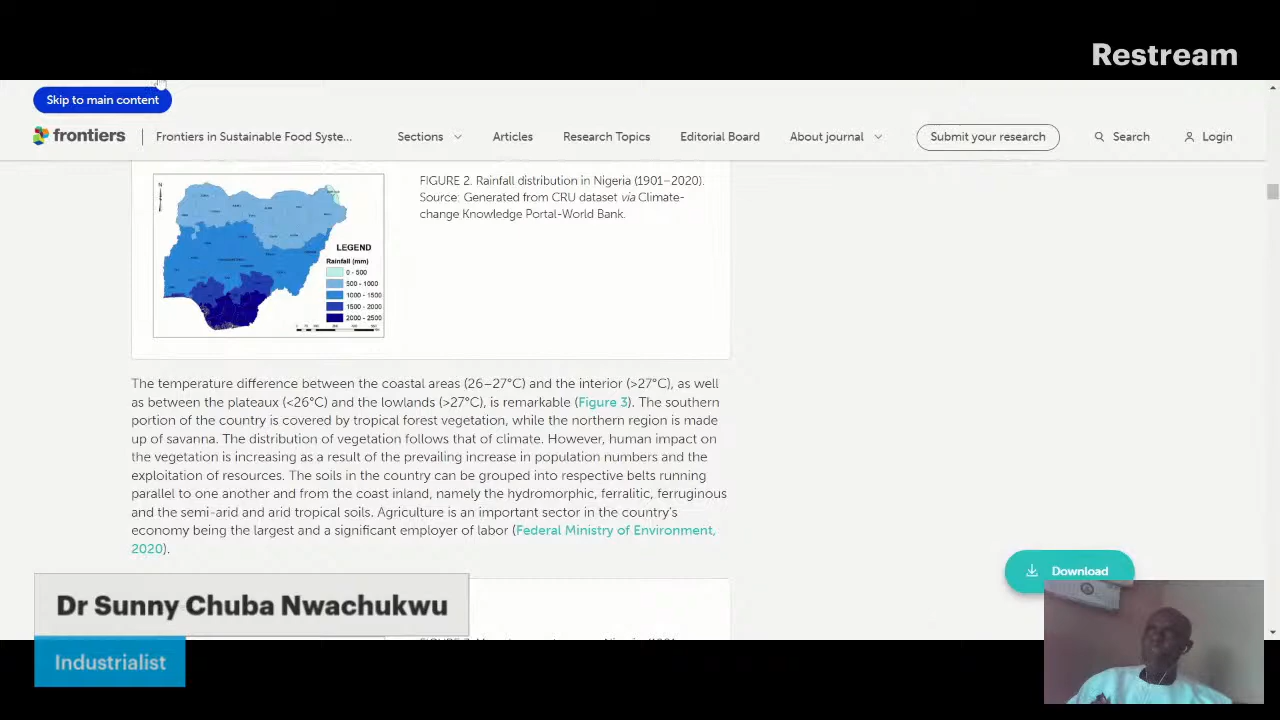 Restream
Skip to main content
frontiers
Frontiers in Sustainable Food Syste...
Sections
Articles
Research Topics
Editorial Board
About journal
Submit your research
Search
Login
FIGURE 2. Rainfall distribution in Nigeria (1901–2020).
Source: Generated from CRU dataset via Climate-
change Knowledge Portal-World Bank.
N
LEGEND
Rainfall (mm)
0 - 500
500 - 1000
1000 - 1500
1500 - 2000
2000 - 2500
The temperature difference between the coastal areas (26–27°C) and the interior (>27°C), as well
as between the plateaux (<26°C) and the lowlands (>27°C), is remarkable (Figure 3). The southern
portion of the country is covered by tropical forest vegetation, while the northern region is made
up of savanna. The distribution of vegetation follows that of climate. However, human impact on
the vegetation is increasing as a result of the prevailing increase in population numbers and the
exploitation of resources. The soils in the country can be grouped into respective belts running
parallel to one another and from the coast inland, namely the hydromorphic, ferralitic, ferruginous
and the semi-arid and arid tropical soils. Agriculture is an important sector in the country's
economy being the largest and a significant employer of labor (Federal Ministry of Environment,
2020).
Download
Dr Sunny Chuba Nwachukwu
Industrialist